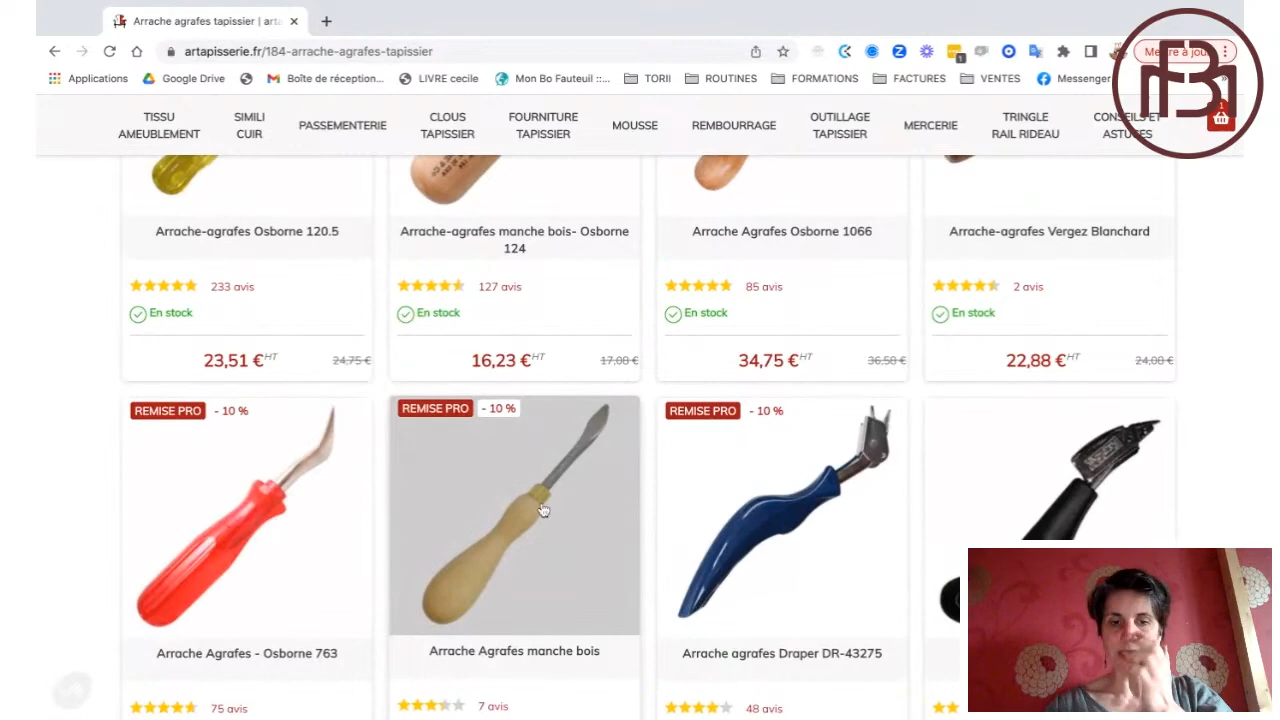 Arrache agrafes tapissier | arta
artapisserie.fr/184-arrache-agrafes-tapissier
1
Mettre à jour
Applications Google Drive Boîte de réception... LIVRE cecile Mon Bo Fauteuil ::... TORII ROUTINES FORMATIONS FACTURES VENTES Messenger
TISSU AMEUBLEMENT
SIMILI CUIR
PASSEMENTERIE
CLOUS TAPISSIER
FOURNITURE TAPISSIER
MOUSSE
REMBOURRAGE
OUTILLAGE TAPISSIER
MERCERIE
TRINGLE RAIL RIDEAU
CONSEILS ET ASTUCES
1
Arrache-agrafes Osborne 120.5
233 avis
En stock
23,51 € HT 24,75 €
Arrache-agrafes manche bois- Osborne
124
127 avis
En stock
16,23 € HT 17,08 €
Arrache Agrafes Osborne 1066
85 avis
En stock
34,75 € HT 36,58 €
Arrache-agrafes Vergez Blanchard
2 avis
En stock
22,88 € HT 24,08 €
REMISE PRO - 10 %
Arrache Agrafes - Osborne 763
75 avis
REMISE PRO - 10 %
Arrache Agrafes manche bois
7 avis
REMISE PRO - 10 %
Arrache agrafes Draper DR-43275
48 avis